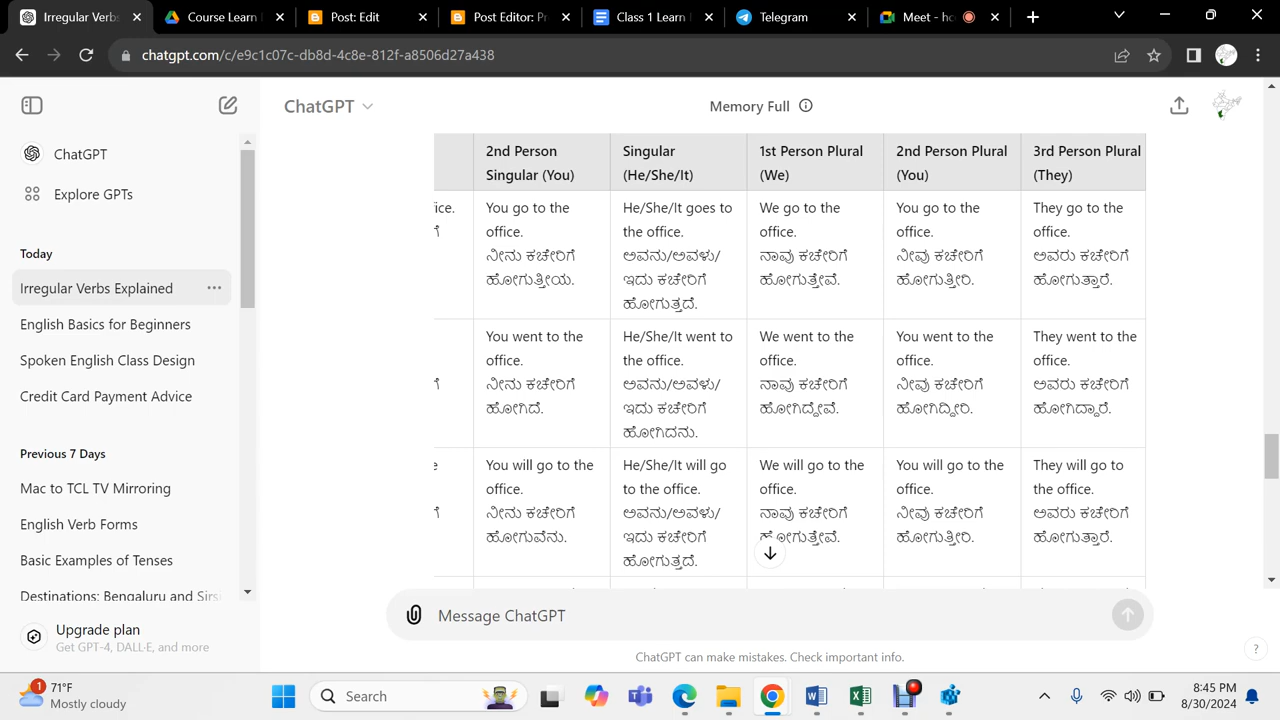 Irregular Verbs
Course Learn
Post: Edit
Post Editor: P
Class 1 Learn
Telegram
Meet - ho
chatgpt.com/c/e9c1c07c-db8d-4c8e-812f-a8506d27a438
ChatGPT
Memory Full
ChatGPT
Explore GPTs
Today
Irregular Verbs Explained
English Basics for Beginners
Spoken English Class Design
Credit Card Payment Advice
Previous 7 Days
Mac to TCL TV Mirroring
English Verb Forms
Basic Examples of Tenses
Destinations: Bengaluru and Sirsi
Upgrade plan
Get GPT-4, DALL·E, and more
2nd Person
Singular (You)
Singular
(He/She/It)
1st Person Plural
(We)
2nd Person Plural
(You)
3rd Person Plural
(They)
ice.
ಗೆ
You go to the
office.
ನೀನು ಕಚೇರಿಗೆ
ಹೋಗುತ್ತೀಯ.
He/She/It goes to
the office.
ಅವನು/ಅವಳು/
ಇದು ಕಚೇರಿಗೆ
ಹೋಗುತ್ತದೆ.
We go to the
office.
ನಾವು ಕಚೇರಿಗೆ
ಹೋಗುತ್ತೇವೆ.
You go to the
office.
ನೀವು ಕಚೇರಿಗೆ
ಹೋಗುತ್ತೀರಿ.
They go to the
office.
ಅವರು ಕಚೇರಿಗೆ
ಹೋಗುತ್ತಾರೆ.
ಗೆ
You went to the
office.
ನೀನು ಕಚೇರಿಗೆ
ಹೋಗಿದೆ.
He/She/It went to
the office.
ಅವನು/ಅವಳು/
ಇದು ಕಚೇರಿಗೆ
ಹೋಗಿದನು.
We went to the
office.
ನಾವು ಕಚೇರಿಗೆ
ಹೋಗಿದ್ದೇವೆ.
You went to the
office.
ನೀವು ಕಚೇರಿಗೆ
ಹೋಗಿದ್ದೀರಿ.
They went to the
office.
ಅವರು ಕಚೇರಿಗೆ
ಹೋಗಿದ್ದಾರೆ.
e
ಗೆ
You will go to the
office.
ನೀನು ಕಚೇರಿಗೆ
ಹೋಗುವೆನು.
He/She/It will go
to the office.
ಅವನು/ಅವಳು/
ಇದು ಕಚೇರಿಗೆ
ಹೋಗುತ್ತದೆ.
We will go to the
office.
ನಾವು ಕಚೇರಿಗೆ
ಹೋಗುತ್ತೇವೆ.
You will go to the
office.
ನೀವು ಕಚೇರಿಗೆ
ಹೋಗುತ್ತೀರಿ.
They will go to
the office.
ಅವರು ಕಚೇರಿಗೆ
ಹೋಗುತ್ತಾರೆ.
Message ChatGPT
ChatGPT can make mistakes. Check important info.
?
1
71°F
Mostly cloudy
Search
8:45 PM
8/30/2024